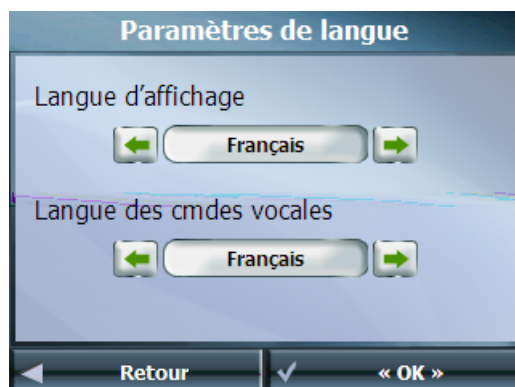 Paramètres de langue
Langue d'affichage
Français
Langue des cmdes vocales
Français
Retour
« OK »